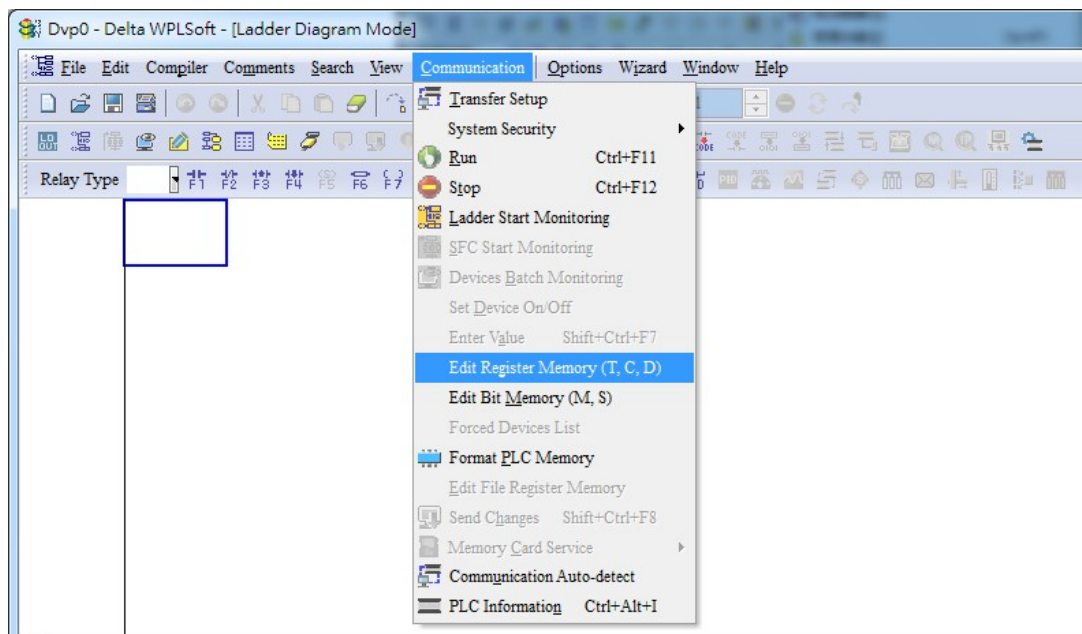 Dvp0 - Delta WPLSoft - [Ladder Diagram Mode]
File Edit Compiler Comments Search View Communication Options Wizard Window Help
Transfer Setup
System Security
Run Ctrl+F11
Stop Ctrl+F12
Ladder Start Monitoring
SFC Start Monitoring
Devices Batch Monitoring
Set Device On/Off
Enter Value Shift+Ctrl+F7
Edit Register Memory (T, C, D)
Edit Bit Memory (M, S)
Forced Devices List
Format PLC Memory
Edit File Register Memory
Send Changes Shift+Ctrl+F8
Memory Card Service
Communication Auto-detect
PLC Information Ctrl+Alt+I
Relay Type F1 F2 F3 F4 F5 F6 F7